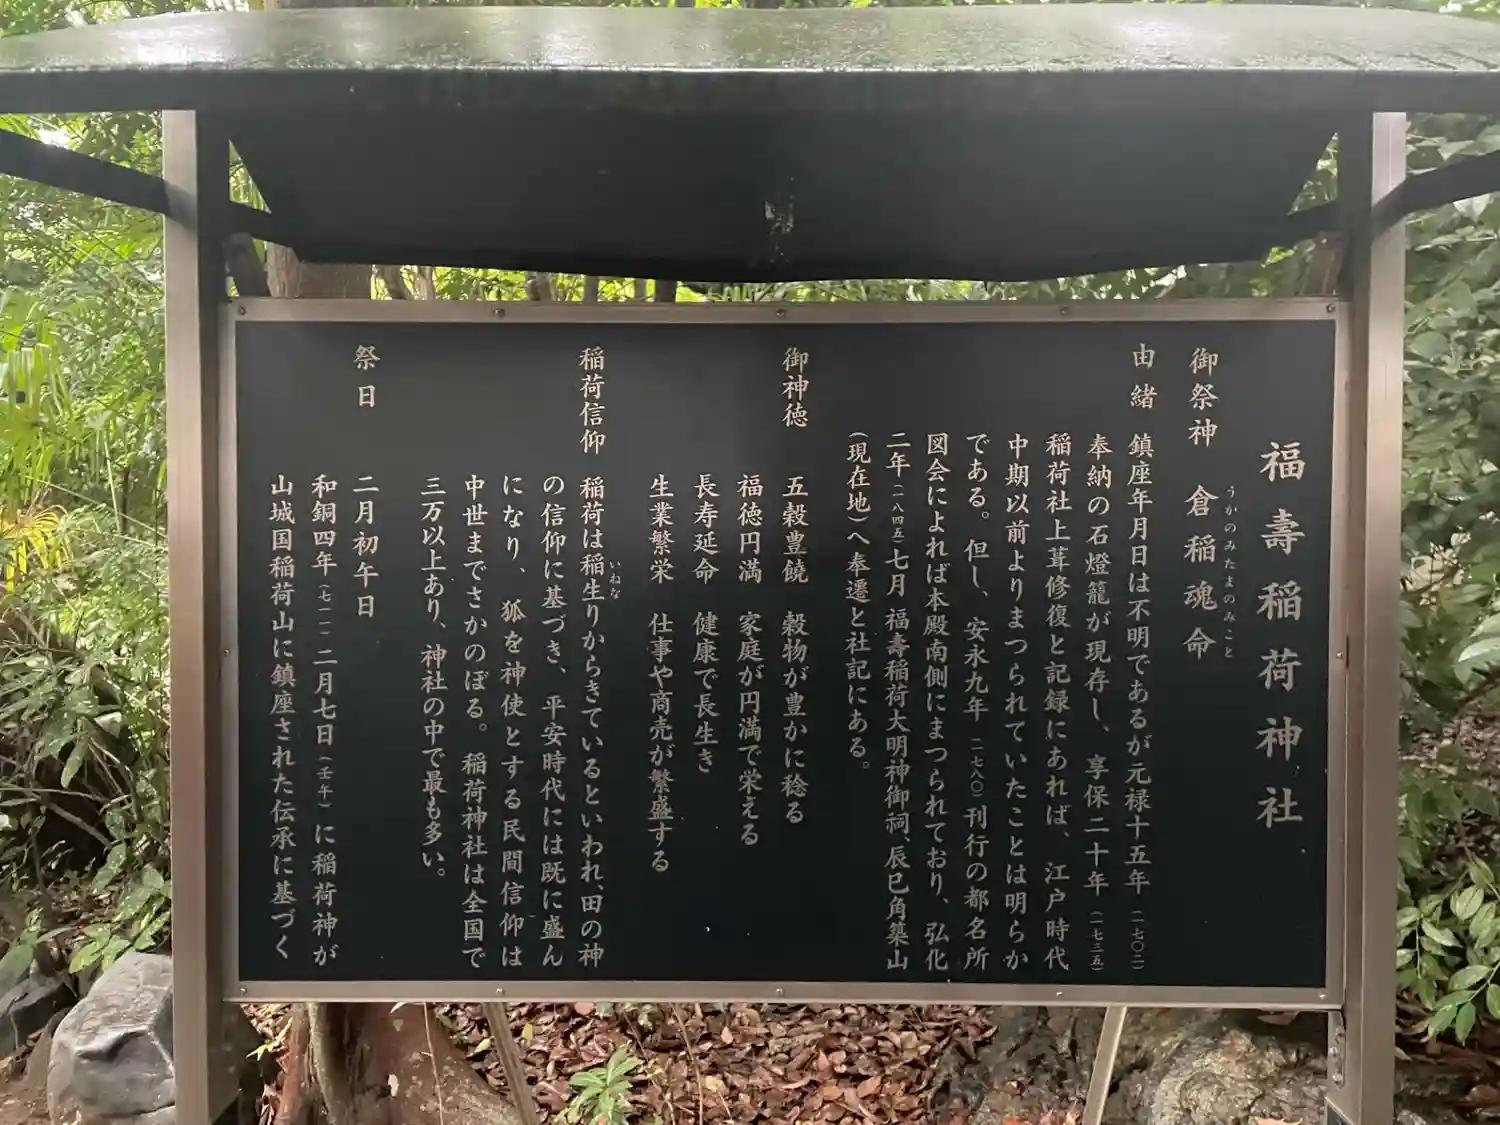 福壽稲荷神社
御祭神　倉稲魂命
うかのみたまのみこと
由緒　鎮座年月日は不明であるが元禄十五年（一七〇二）
奉納の石燈籠が現存し、享保二十年（一七三五）
稲荷社上葺修復と記録にあれば、江戸時代
中期以前よりまつられていたことは明らか
である。但し、安永九年（一七八〇）刊行の都名所
図会によれば本殿南側にまつられており、弘化
二年（一八四五）七月 福壽稲荷大明神御祠、辰巳角築山
（現在地）へ奉遷と社記にある。
御神徳　五穀豊饒　穀物が豊かに稔る
福徳円満　家庭が円満で栄える
長寿延命　健康で長生き
生業繁栄　仕事や商売が繁盛する
稲荷信仰　稲荷は稲生りからきているといわれ、田の神
いねな
の信仰に基づき、平安時代には既に盛ん
になり、狐を神使とする民間信仰は
中世までさかのぼる。稲荷神社は全国で
三万以上あり、神社の中で最も多い。
祭日　二月初午日
和銅四年（七一一）二月七日（壬午）に稲荷神が
山城国稲荷山に鎮座された伝承に基づく